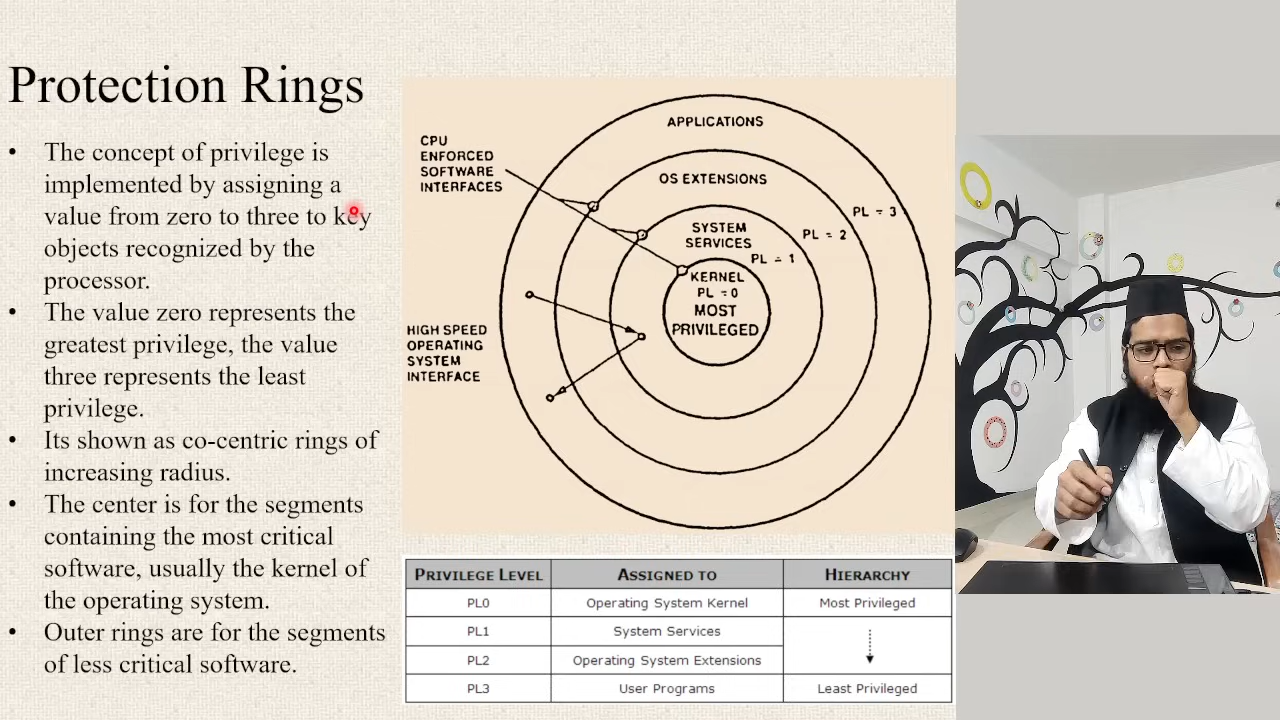 Protection Rings
• The concept of privilege is
implemented by assigning a
value from zero to three to key
objects recognized by the
processor.
• The value zero represents the
greatest privilege, the value
three represents the least
privilege.
• Its shown as co-centric rings of
increasing radius.
• The center is for the segments
containing the most critical
software, usually the kernel of
the operating system.
• Outer rings are for the segments
of less critical software.
CPU
ENFORCED
SOFTWARE
INTERFACES
HIGH SPEED
OPERATING
SYSTEM
INTERFACE
APPLICATIONS
OS EXTENSIONS
PL = 3
PL = 2
SYSTEM
SERVICES
PL = 1
KERNEL
PL = 0
MOST
PRIVILEGED
PRIVILEGE LEVEL ASSIGNED TO HIERARCHY
PL0 Operating System Kernel Most Privileged
PL1 System Services
PL2 Operating System Extensions
PL3 User Programs Least Privileged